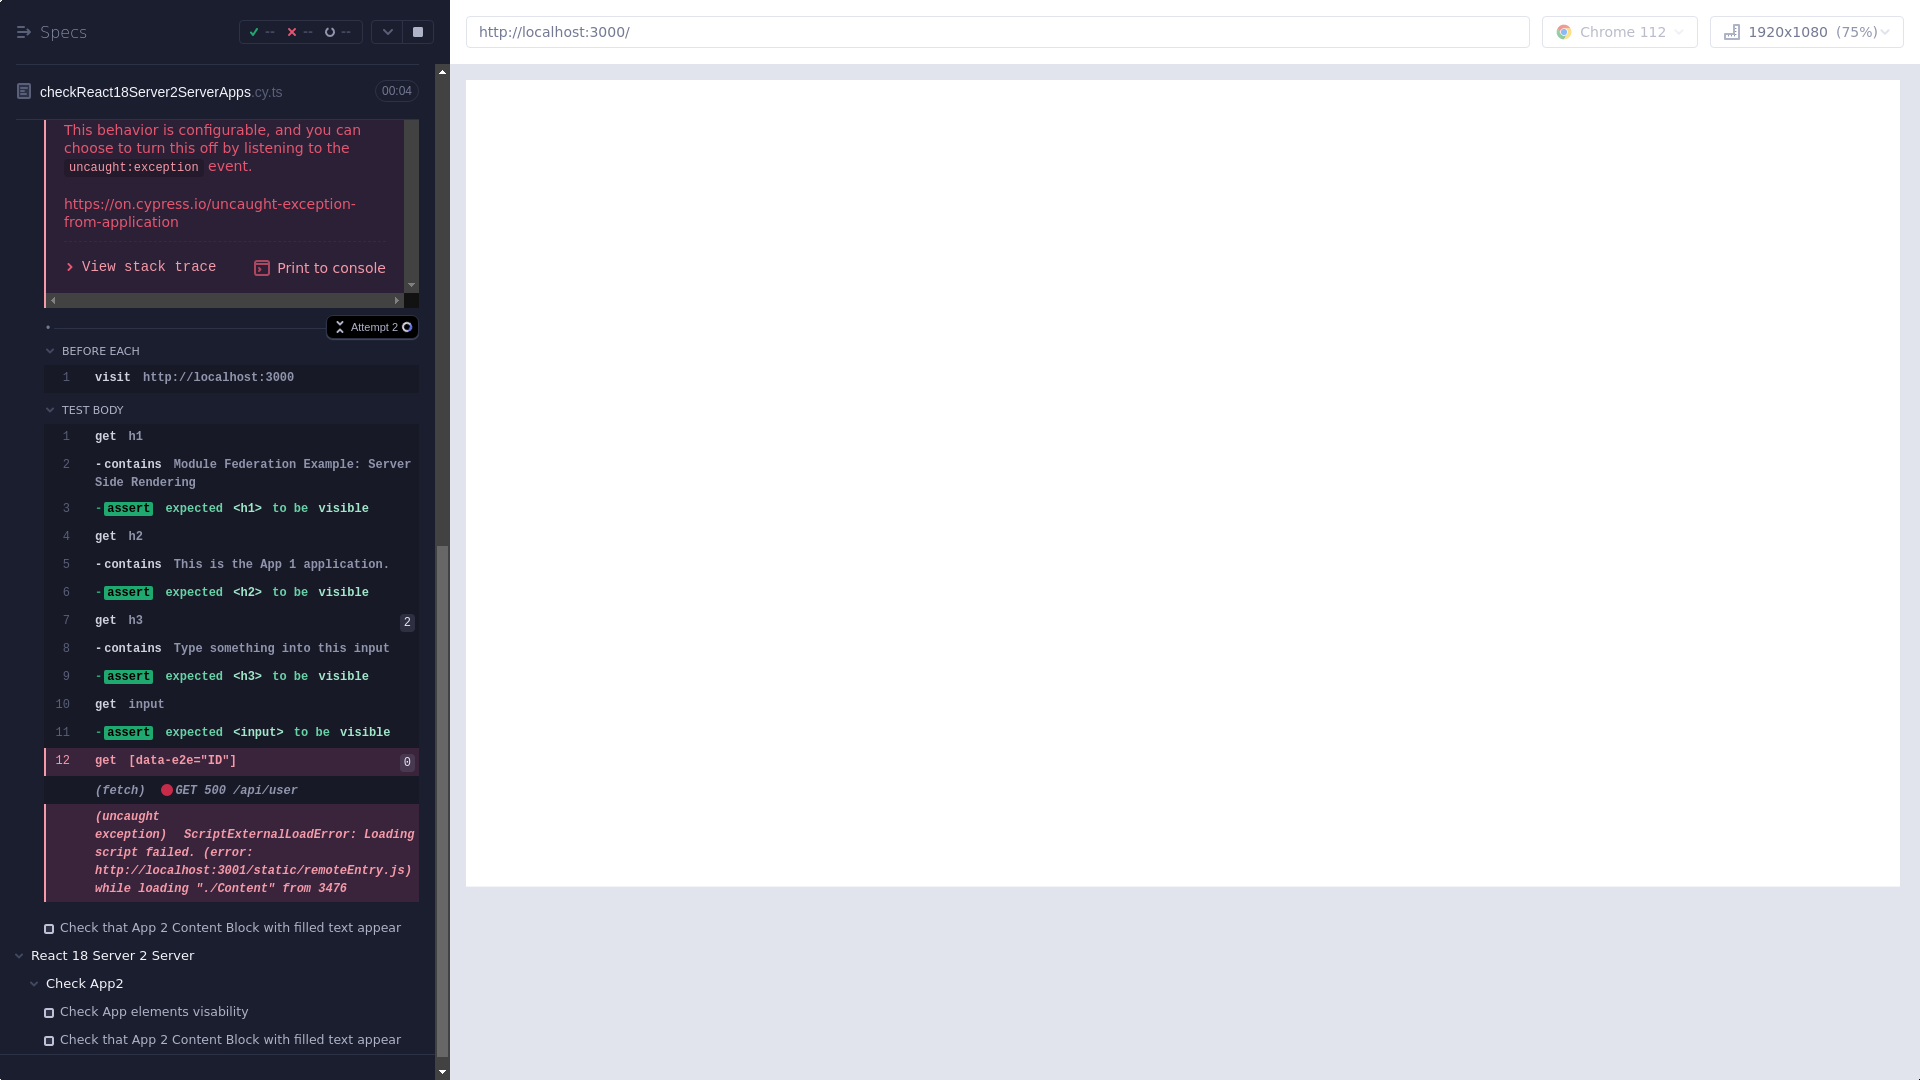 Specs
-- -- --
http://localhost:3000/
Chrome 112
1920x1080 (75%)
checkReact18Server2ServerApps.cy.ts
00:04
This behavior is configurable, and you can
choose to turn this off by listening to the
uncaught:exception event.
https://on.cypress.io/uncaught-exception-
from-application
View stack trace
Print to console
Attempt 2
BEFORE EACH
1 visit http://localhost:3000
TEST BODY
1 get h1
2 -contains Module Federation Example: Server
Side Rendering
3 -assert expected <h1> to be visible
4 get h2
5 -contains This is the App 1 application.
6 -assert expected <h2> to be visible
7 get h3 2
8 -contains Type something into this input
9 -assert expected <h3> to be visible
10 get input
11 -assert expected <input> to be visible
12 get [data-e2e="ID"] 0
(fetch) GET 500 /api/user
(uncaught
exception) ScriptExternalLoadError: Loading
script failed. (error:
http://localhost:3001/static/remoteEntry.js)
while loading "./Content" from 3476
Check that App 2 Content Block with filled text appear
React 18 Server 2 Server
Check App2
Check App elements visability
Check that App 2 Content Block with filled text appear